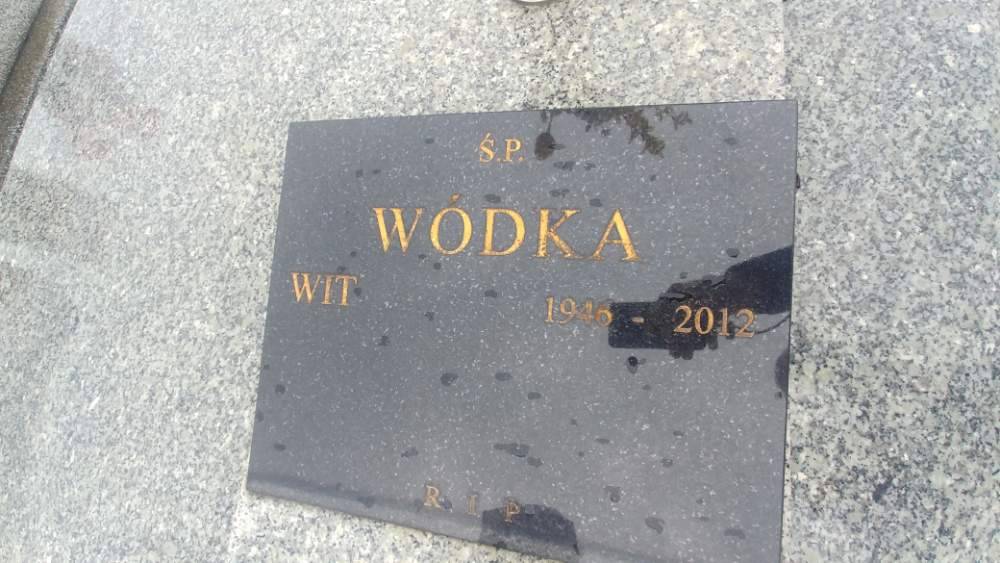 Ś.P.
WÓDKA
WIT 1946 - 2012
R I P